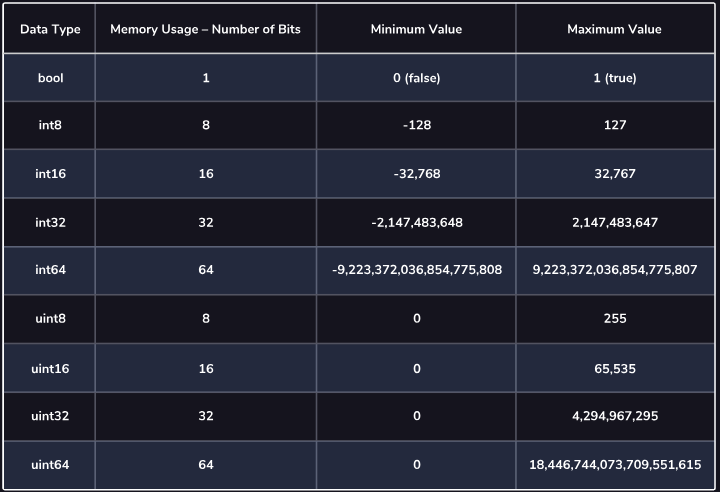 Data Type Memory Usage – Number of Bits Minimum Value Maximum Value
bool 1 0 (false) 1 (true)
int8 8 -128 127
int16 16 -32,768 32,767
int32 32 -2,147,483,648 2,147,483,647
int64 64 -9,223,372,036,854,775,808 9,223,372,036,854,775,807
uint8 8 0 255
uint16 16 0 65,535
uint32 32 0 4,294,967,295
uint64 64 0 18,446,744,073,709,551,615